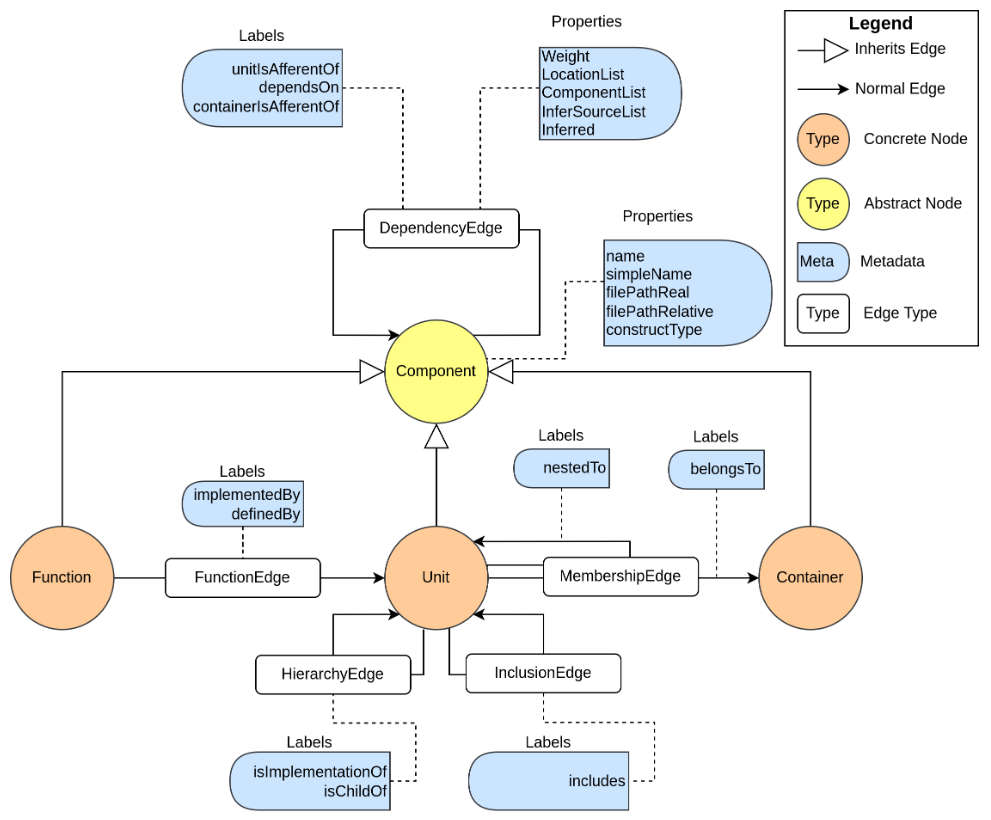 Labels
unitIsAfferentOf
dependsOn
containerIsAfferentOf
Properties
Weight
LocationList
ComponentList
InferSourceList
Inferred
Legend
Inherits Edge
Normal Edge
Type
Concrete Node
Type
Abstract Node
Meta
Metadata
Type
Edge Type
DependencyEdge
Properties
name
simpleName
filePathReal
filePathRelative
constructType
Component
Labels
implementedBy
definedBy
Labels
nestedTo
Labels
belongsTo
Function
FunctionEdge
Unit
MembershipEdge
Container
HierarchyEdge
InclusionEdge
Labels
isImplementationOf
isChildOf
Labels
includes